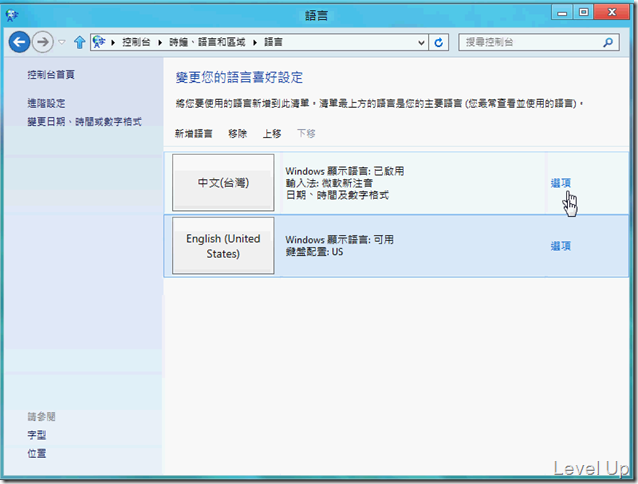 語言
控制台 ▸ 時鐘、語言和區域 ▸ 語言
搜尋控制台
控制台首頁
進階設定
變更日期、時間或數字格式
變更您的語言喜好設定
將您要使用的語言新增到此清單。清單最上方的語言是您的主要語言 (您最常查看並使用的語言)。
新增語言 移除 上移 下移
中文(台灣)
Windows 顯示語言: 已啟用
輸入法: 微軟新注音
日期、時間及數字格式
選項
English (United
States)
Windows 顯示語言: 可用
鍵盤配置: US
選項
請參閱
字型
位置
Level Up